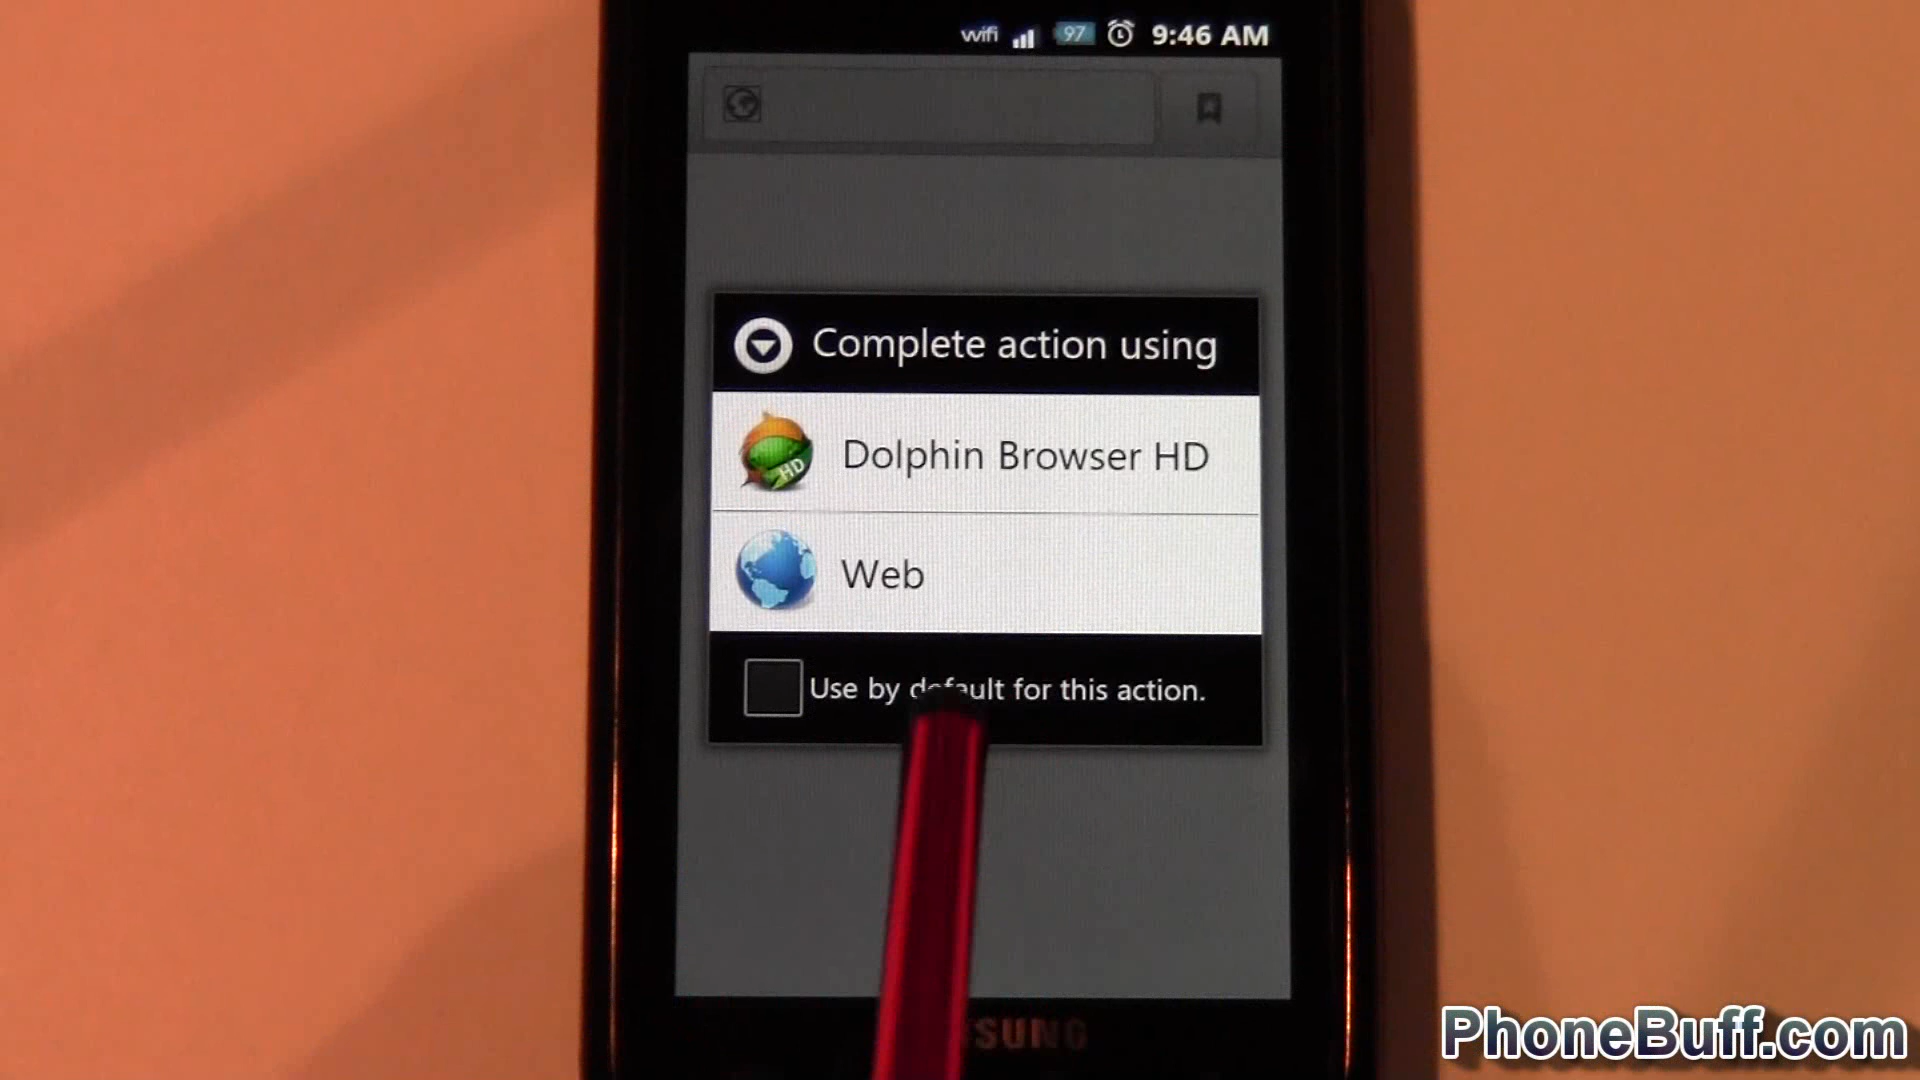 wifi 97 9:46 AM
Complete action using
HD
Dolphin Browser HD
Web
Use by default for this action.
SUNG
PhoneBuff.com